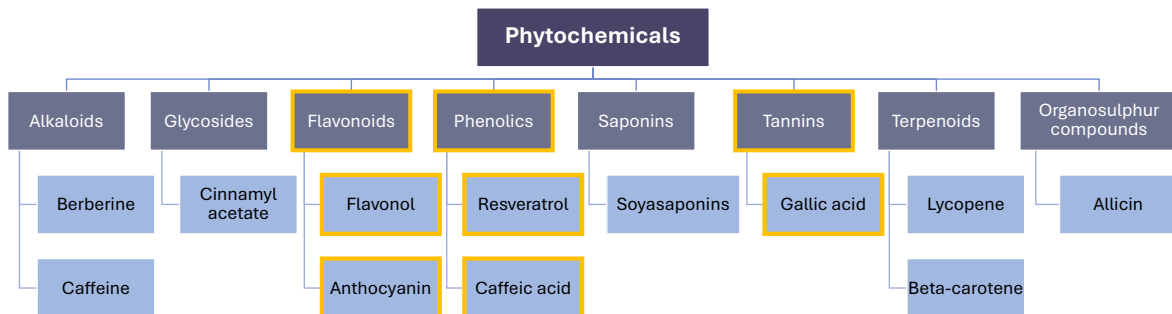 Phytochemicals
Alkaloids
Glycosides
Flavonoids
Phenolics
Saponins
Tannins
Terpenoids
Organosulphur
compounds
Berberine
Cinnamyl
acetate
Flavonol
Resveratrol
Soyasaponins
Gallic acid
Lycopene
Allicin
Caffeine
Anthocyanin
Caffeic acid
Beta-carotene